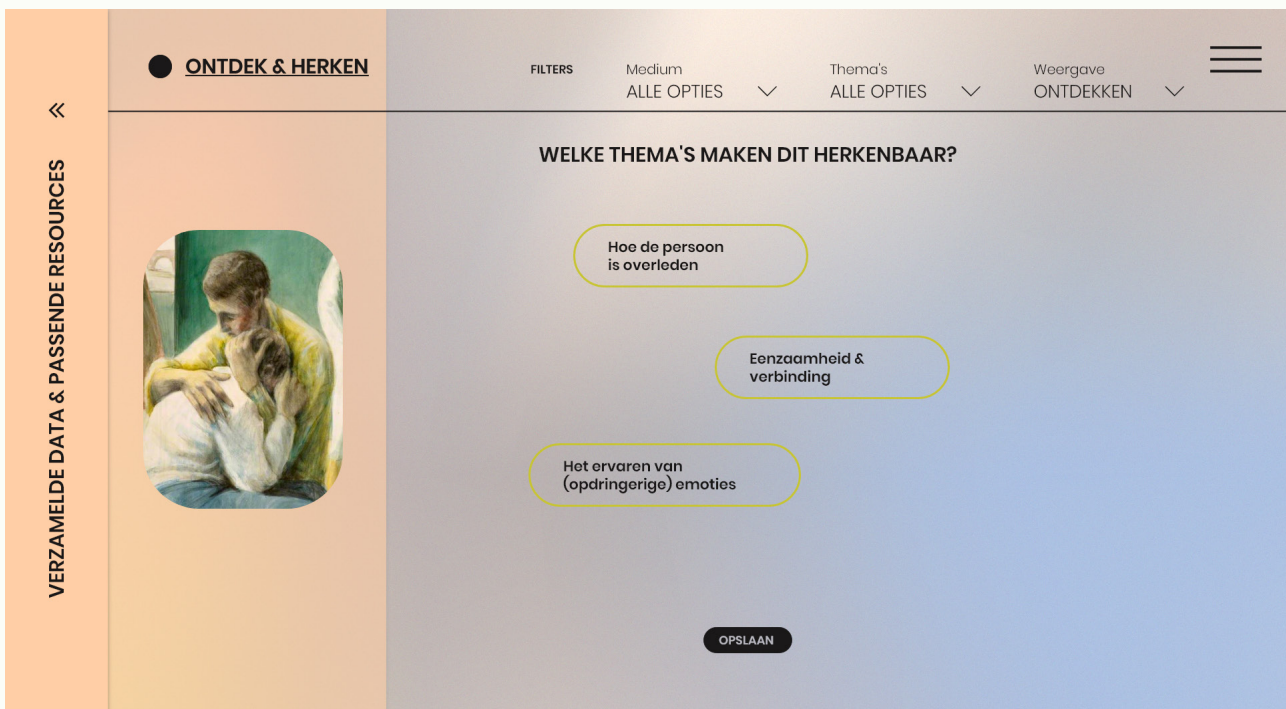 ONTDEK & HERKEN
FILTERS
Medium
ALLE OPTIES
Thema's
ALLE OPTIES
Weergave
ONTDEKKEN
VERZAMELDE DATA & PASSENDE RESOURCES
WELKE THEMA'S MAKEN DIT HERKENBAAR?
Hoe de persoon
is overleden
Eenzaamheid &
verbinding
Het ervaren van
(opdringerige) emoties
OPSLAAN